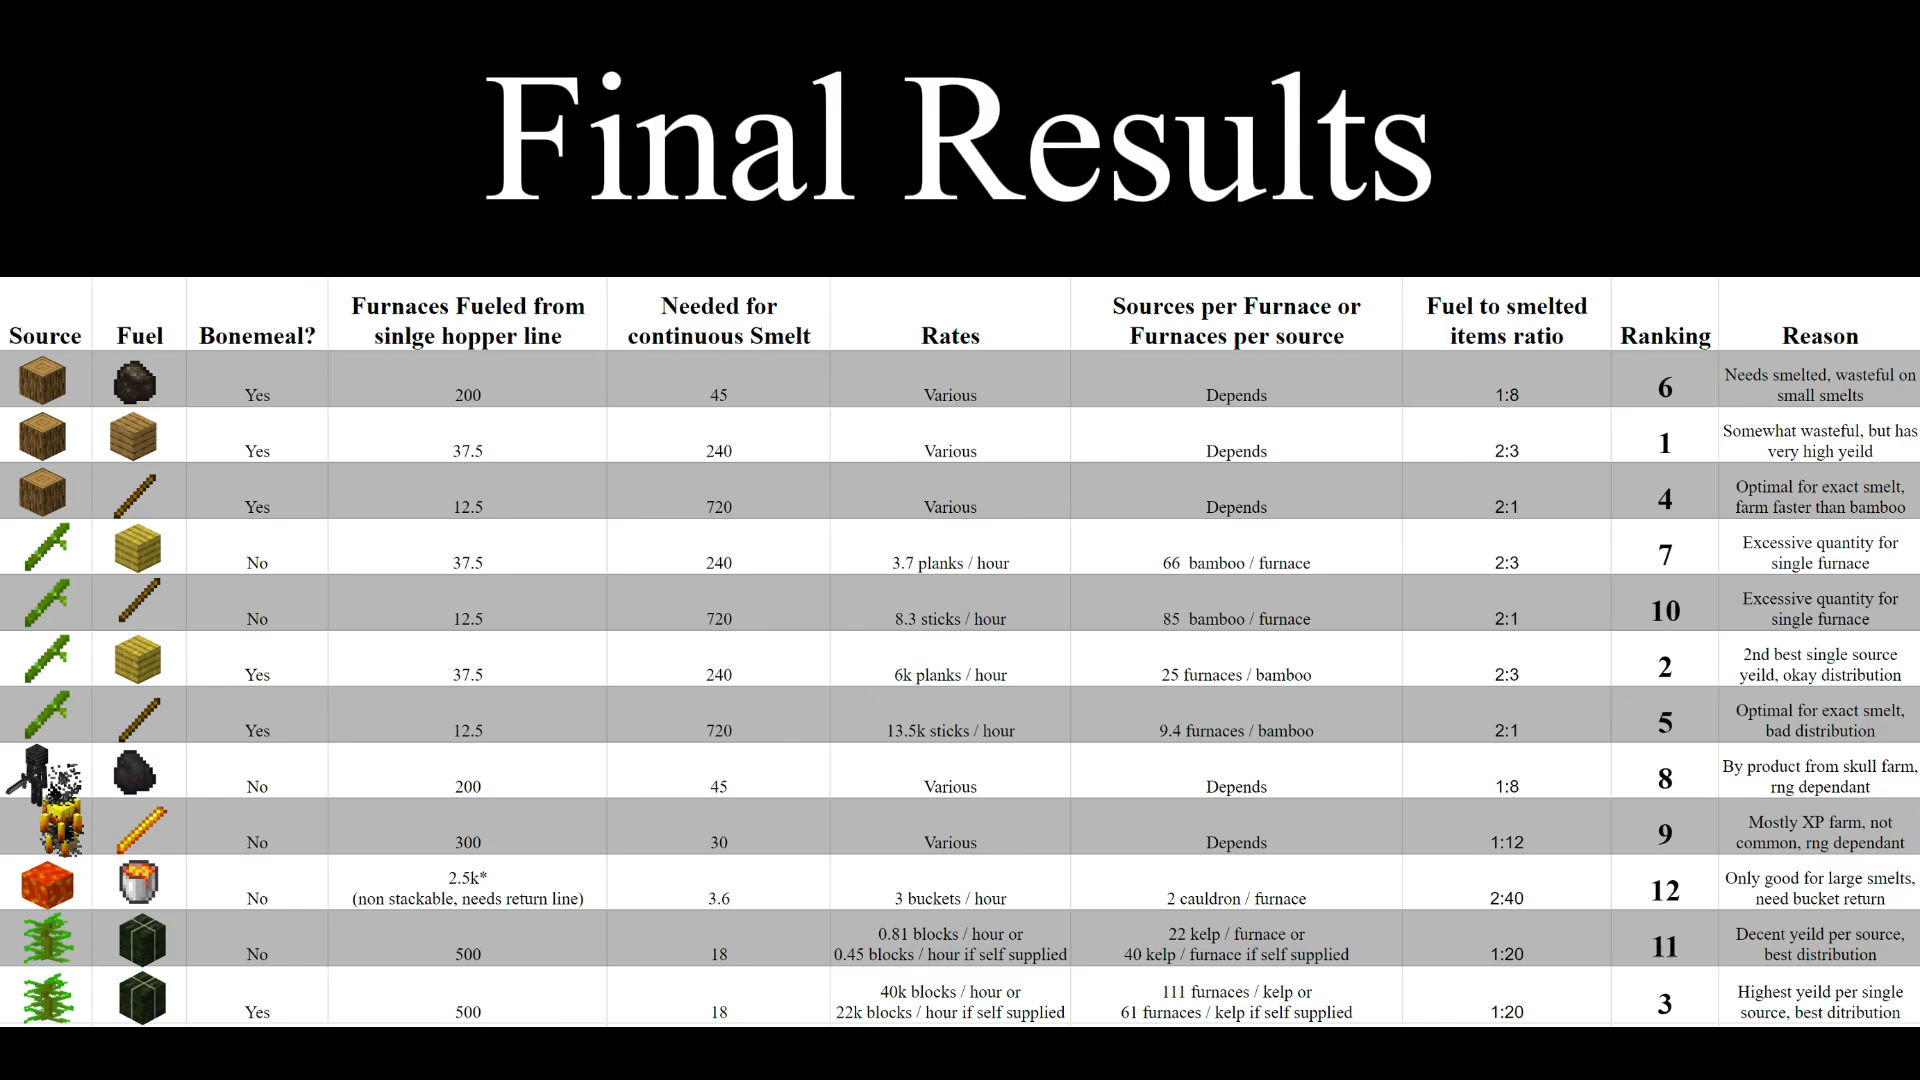 Final Results
Source Fuel Bonemeal? Furnaces Fueled from sinlge hopper line Needed for continuous Smelt Rates Sources per Furnace or Furnaces per source Fuel to smelted items ratio Ranking Reason
Yes 200 45 Various Depends 1:8 6 Needs smelted, wasteful on small smelts
Yes 37.5 240 Various Depends 2:3 1 Somewhat wasteful, but has very high yeild
Yes 12.5 720 Various Depends 2:1 4 Optimal for exact smelt, farm faster than bamboo
No 37.5 240 3.7 planks / hour 66 bamboo / furnace 2:3 7 Excessive quantity for single furnace
No 12.5 720 8.3 sticks / hour 85 bamboo / furnace 2:1 10 Excessive quantity for single furnace
Yes 37.5 240 6k planks / hour 25 furnaces / bamboo 2:3 2 2nd best single source yeild, okay distribution
Yes 12.5 720 13.5k sticks / hour 9.4 furnaces / bamboo 2:1 5 Optimal for exact smelt, bad distribution
No 200 45 Various Depends 1:8 8 By product from skull farm, rng dependant
No 300 30 Various Depends 1:12 9 Mostly XP farm, not common, rng dependant
No 2.5k* (non stackable, needs return line) 3.6 3 buckets / hour 2 cauldron / furnace 2:40 12 Only good for large smelts, need bucket return
No 500 18 0.81 blocks / hour or 0.45 blocks / hour if self supplied 22 kelp / furnace or 40 kelp / furnace if self supplied 1:20 11 Decent yeild per source, best distribution
Yes 500 18 40k blocks / hour or 22k blocks / hour if self supplied 111 furnaces / kelp or 61 furnaces / kelp if self supplied 1:20 3 Highest yeild per single source, best ditribution